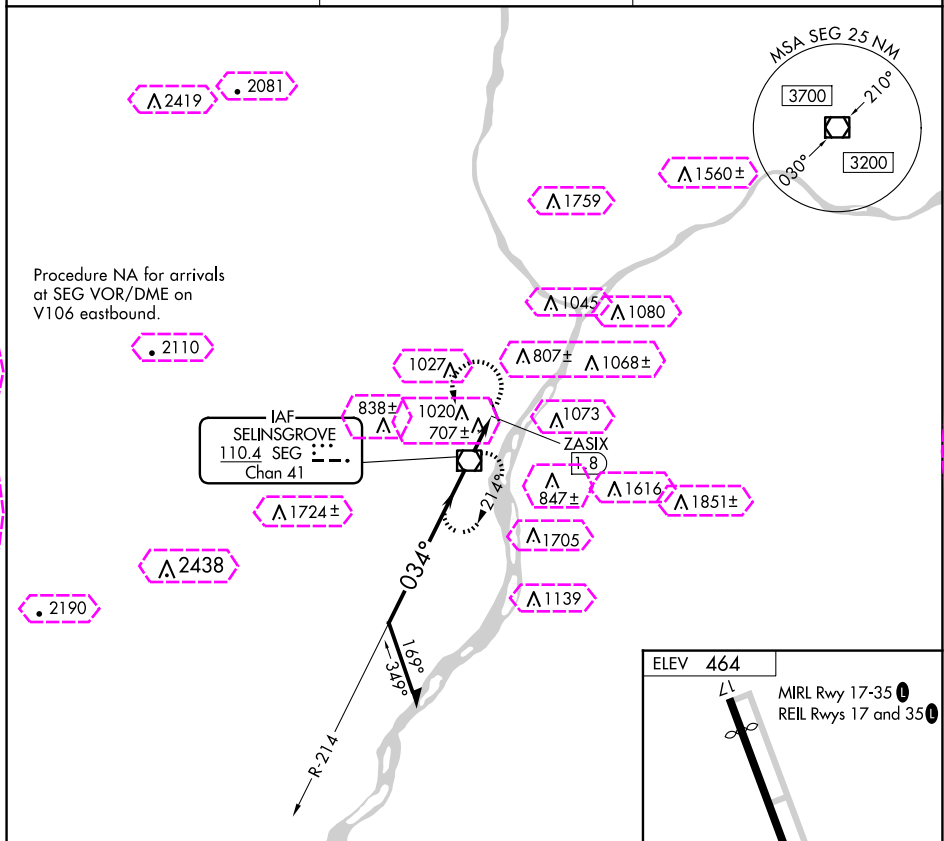 MSA SEG 25 NM
3700
210°
030°
3200
2419
2081
1560 ±
1759
Procedure NA for arrivals
at SEG VOR/DME on
V106 eastbound.
1045
1080
2110
1027
807±
1068±
838±
1020
707±
1073
IAF
SELINSGROVE
110.4 SEG
Chan 41
ZASIX
1.8
214°
847±
1616
1851±
1724±
1705
034°
2438
2190
1139
169°
349°
R-214
ELEV 464
17
MIRL Rwy 17-35 L
REIL Rwys 17 and 35 L